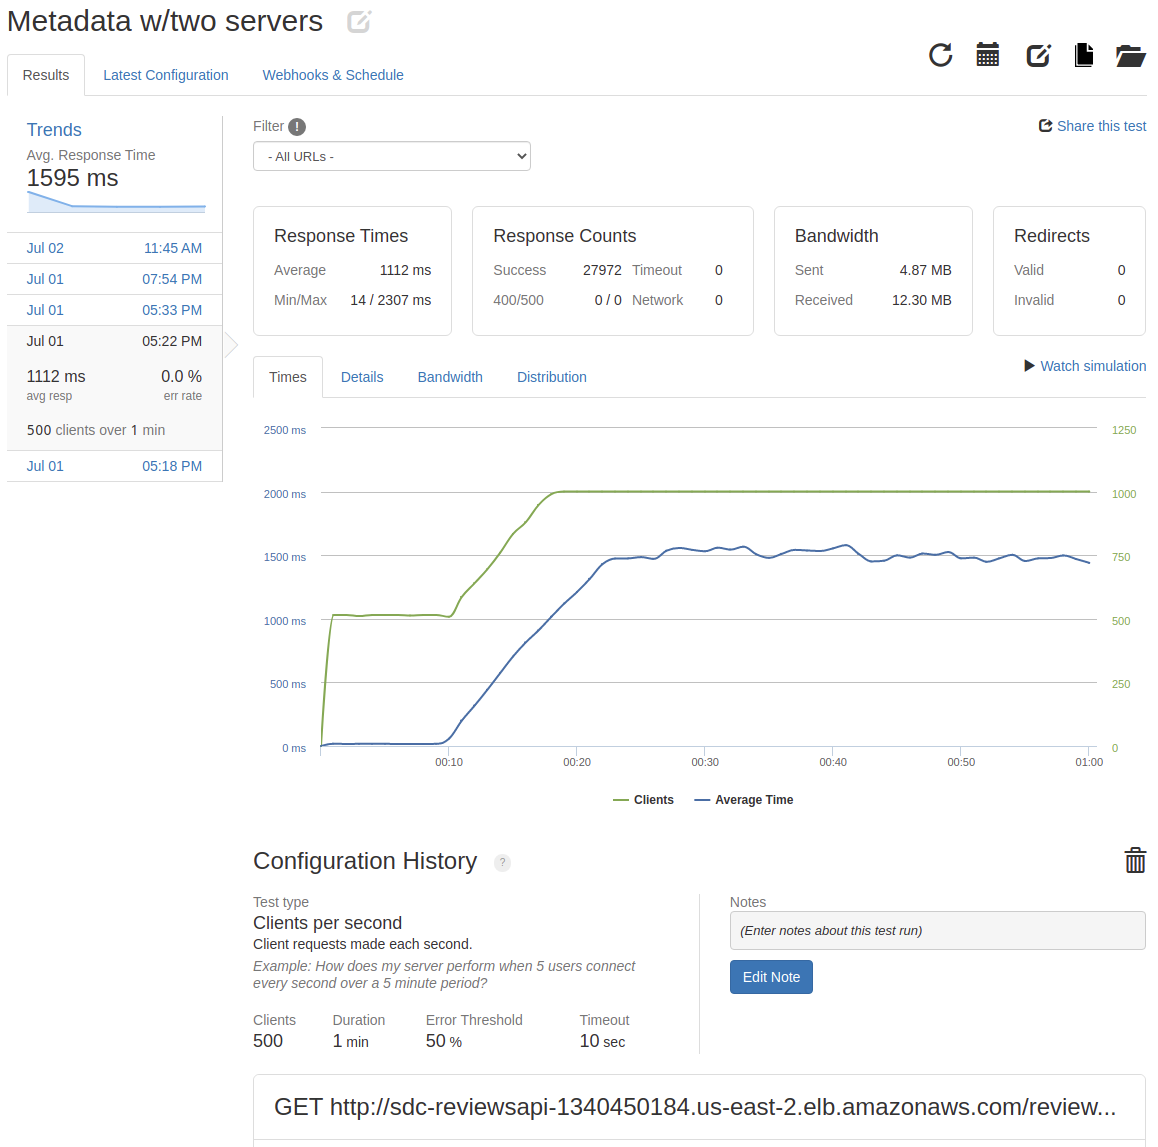 Metadata w/two servers
Results
Latest Configuration
Webhooks & Schedule
Trends
Avg. Response Time
1595 ms
Jul 02 11:45 AM
Jul 01 07:54 PM
Jul 01 05:33 PM
Jul 01 05:22 PM
1112 ms 0.0 %
avg resp err rate
500 clients over 1 min
Jul 01 05:18 PM
Filter !
- All URLs -
Share this test
Response Times
Average 1112 ms
Min/Max 14 / 2307 ms
Response Counts
Success 27972 Timeout 0
400/500 0 / 0 Network 0
Bandwidth
Sent 4.87 MB
Received 12.30 MB
Redirects
Valid 0
Invalid 0
Times
Details
Bandwidth
Distribution
Watch simulation
2500 ms 1250
2000 ms 1000
1500 ms 750
1000 ms 500
500 ms 250
0 ms 0
00:10 00:20 00:30 00:40 00:50 01:00
Clients Average Time
Configuration History ?
Test type
Clients per second
Client requests made each second.
Example: How does my server perform when 5 users connect
every second over a 5 minute period?
Clients Duration Error Threshold Timeout
500 1 min 50 % 10 sec
Notes
(Enter notes about this test run)
Edit Note
GET http://sdc-reviewsapi-1340450184.us-east-2.elb.amazonaws.com/review...